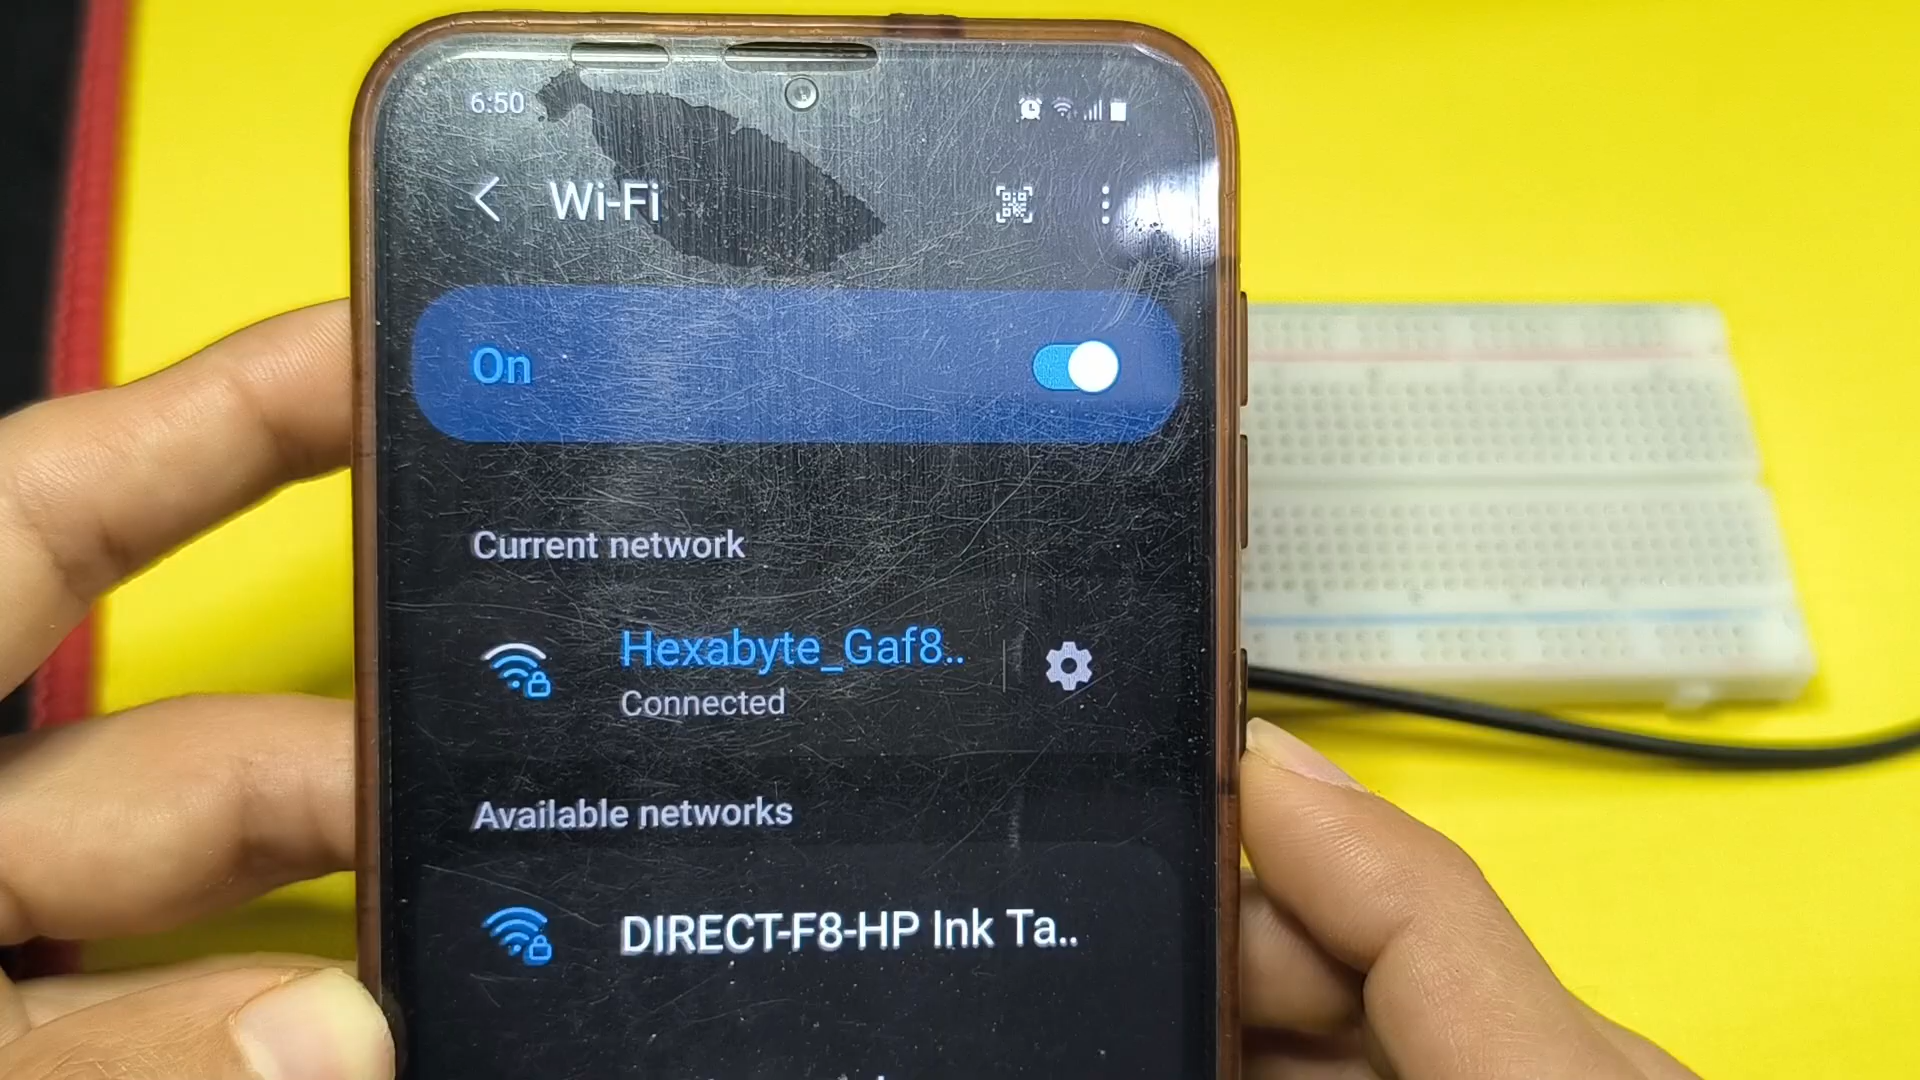 6:50
Wi-Fi
On
Current network
Hexabyte_Gaf8..
Connected
Available networks
DIRECT-F8-HP Ink Ta..